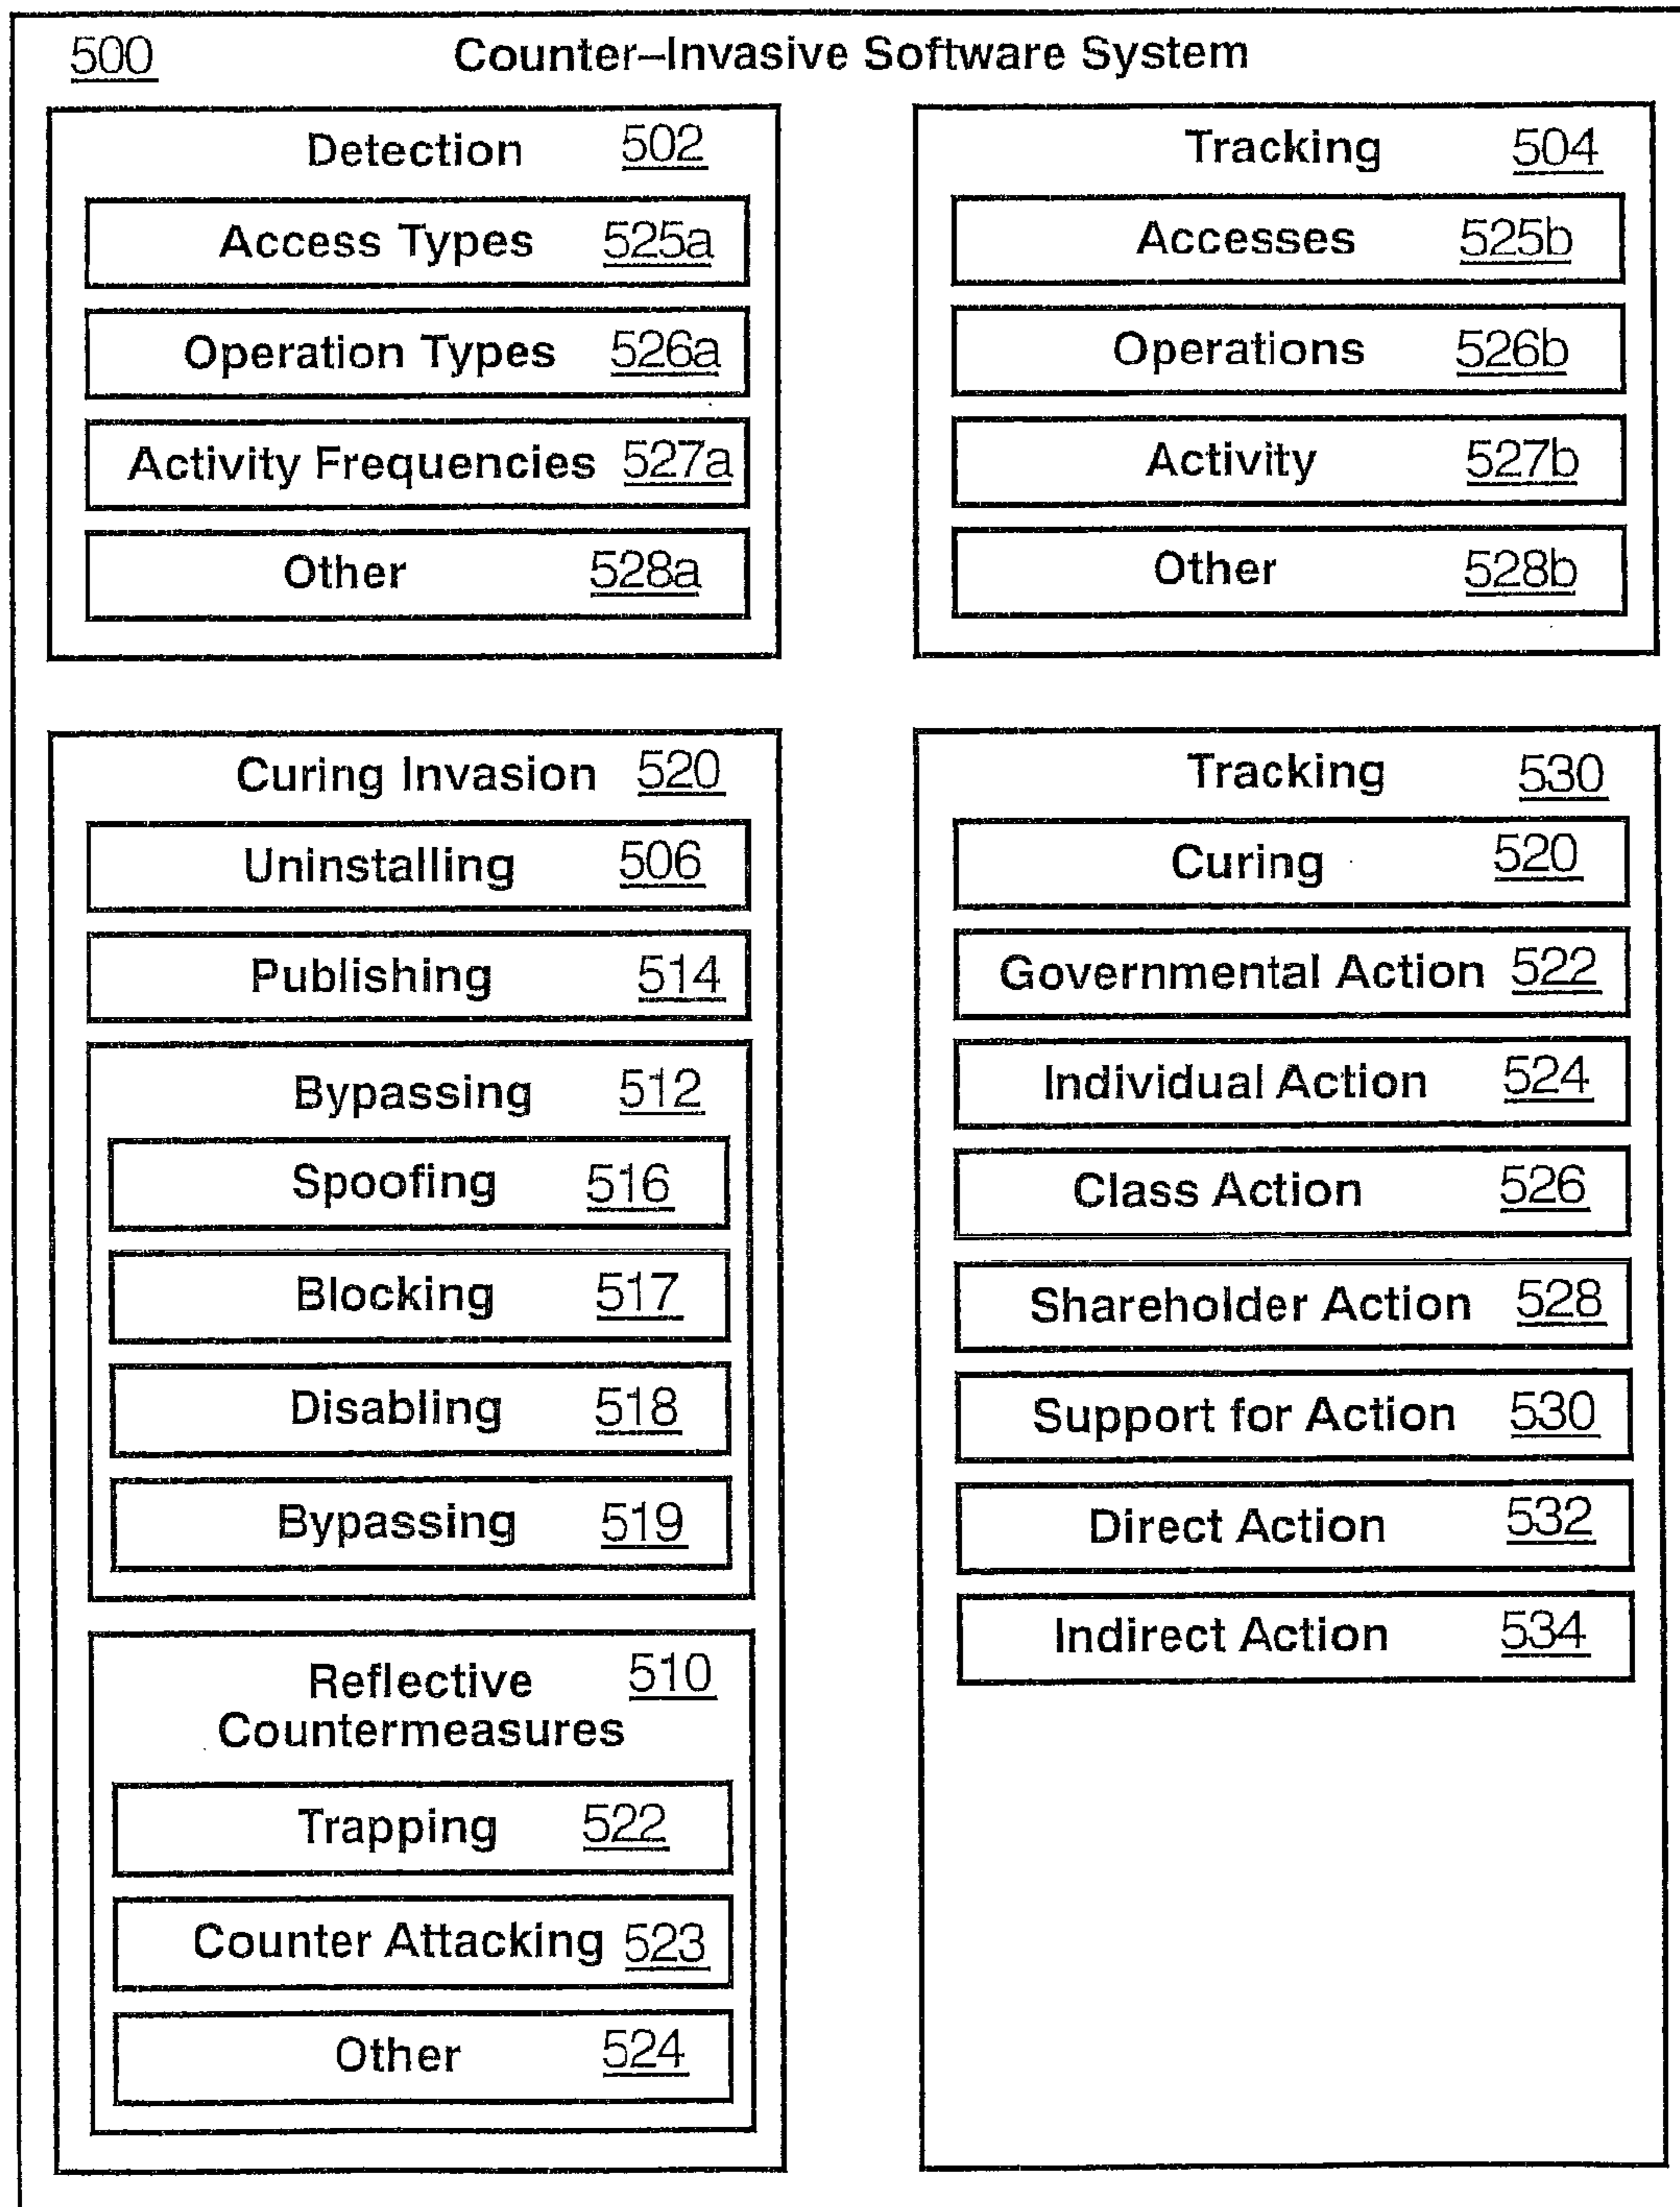 500 Counter-Invasive Software System
Detection 502
Access Types 525a
Operation Types 526a
Activity Frequencies 527a
Other 528a
Tracking 504
Accesses 525b
Operations 526b
Activity 527b
Other 528b
Curing Invasion 520
Uninstalling 506
Publishing 514
Bypassing 512
Spoofing 516
Blocking 517
Disabling 518
Bypassing 519
Reflective 510
Countermeasures
Trapping 522
Counter Attacking 523
Other 524
Tracking 530
Curing 520
Governmental Action 522
Individual Action 524
Class Action 526
Shareholder Action 528
Support for Action 530
Direct Action 532
Indirect Action 534